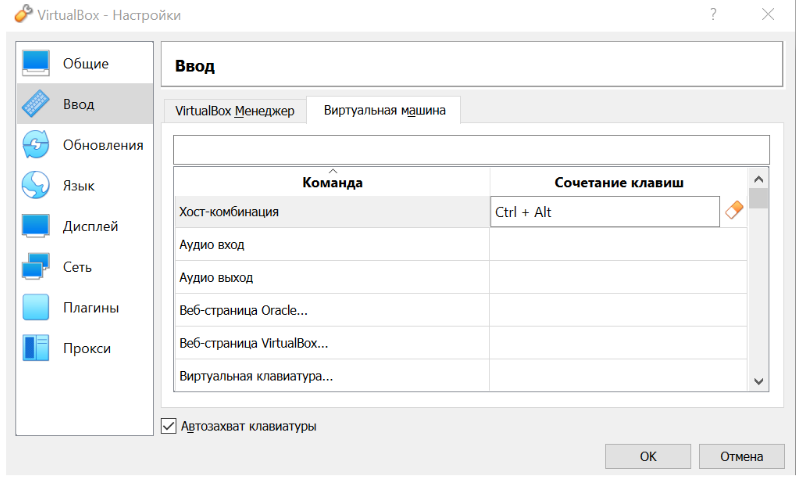 VirtualBox - Настройки
?
Общие
Ввод
Обновления
Язык
Дисплей
Сеть
Плагины
Прокси
Ввод
VirtualBox Менеджер Виртуальная машина
Команда Сочетание клавиш
Хост-комбинация Ctrl + Alt
Аудио вход
Аудио выход
Веб-страница Oracle...
Веб-страница VirtualBox...
Виртуальная клавиатура...
Автозахват клавиатуры
OK Отмена